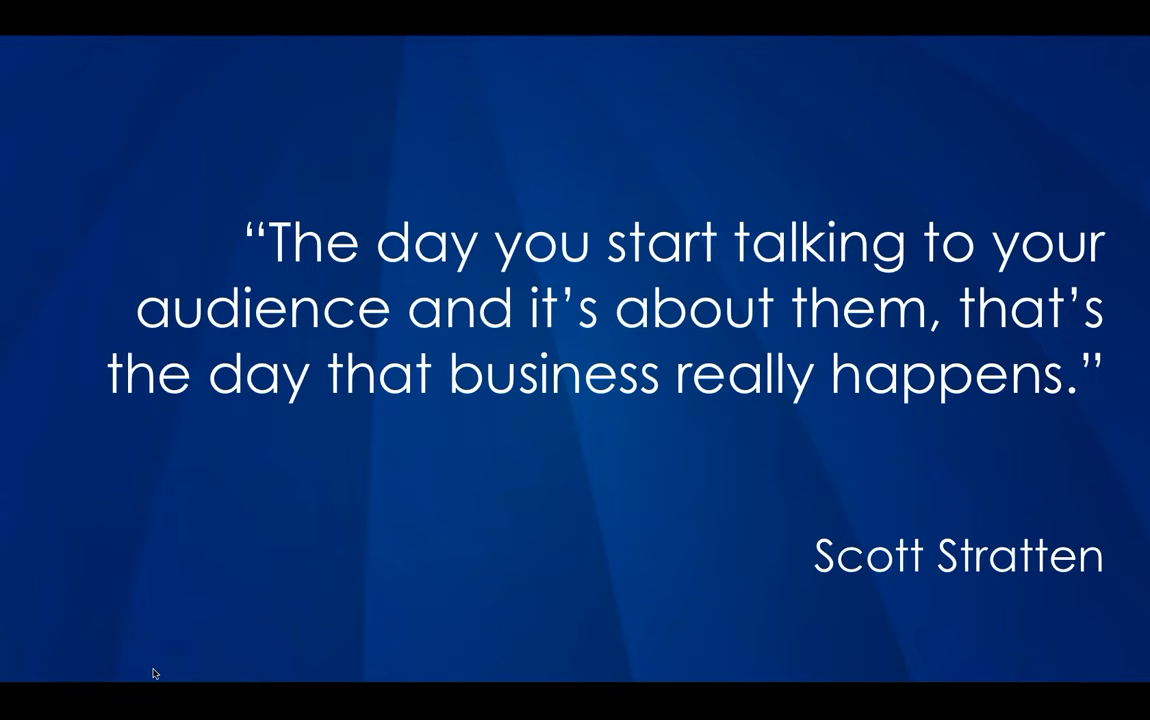 “The day you start talking to your
audience and it’s about them, that’s
the day that business really happens.”
Scott Stratten